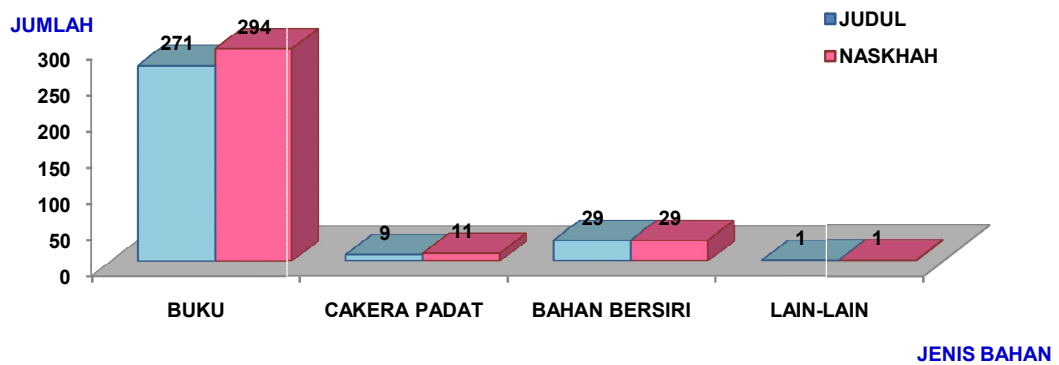 JUMLAH
JUDUL
NASKHAH
300
250
200
150
100
50
0
271
294
9
11
29
29
1
1
BUKU
CAKERA PADAT
BAHAN BERSIRI
LAIN-LAIN
JENIS BAHAN